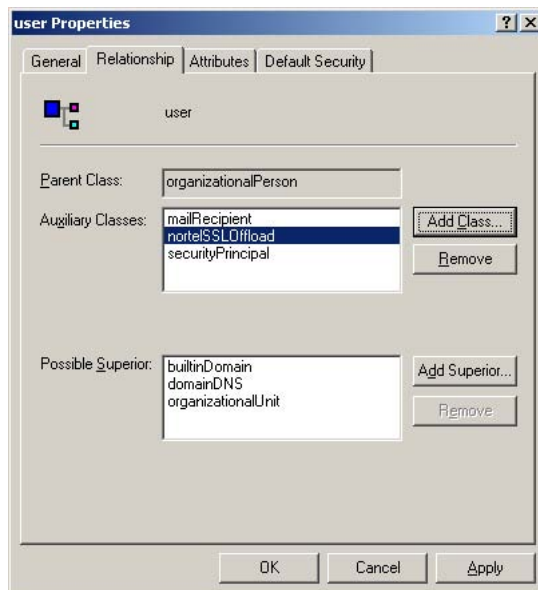 user Properties
General Relationship Attributes Default Security
user
Parent Class: organizationalPerson
Auxiliary Classes: mailRecipient Add Class...
nortelSSLOffload
securityPrincipal Remove
Possible Superior: builtinDomain Add Superior...
domainDNS
organizationalUnit Remove
OK Cancel Apply